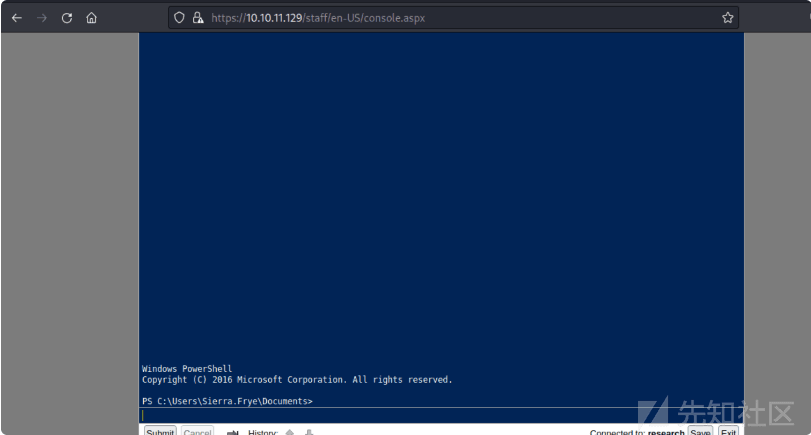 https://10.10.11.129/staff/en-US/console.aspx
Windows PowerShell
Copyright (C) 2016 Microsoft Corporation. All rights reserved.
PS C:\Users\Sierra.Frye\Documents>
先知社区
Submit Cancel History: Connected to: research Save Exit